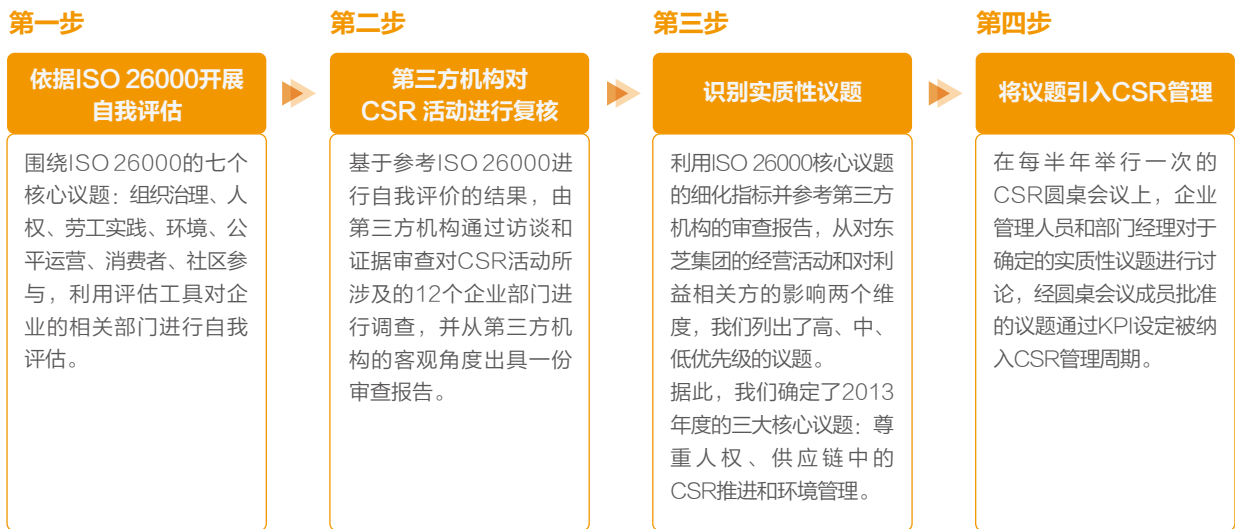 第一步
依据ISO 26000开展
自我评估
围绕ISO 26000的七个
核心议题：组织治理、人
权、劳工实践、环境、公
平运营、消费者、社区参
与，利用评估工具对企
业的相关部门进行自我
评估。
第二步
第三方机构对
CSR 活动进行复核
基于参考ISO 26000进
行自我评价的结果，由
第三方机构通过访谈和
证据审查对CSR活动所
涉及的12个企业部门进
行调查，并从第三方机
构的客观角度出具一份
审查报告。
第三步
识别实质性议题
利用ISO 26000核心议题
的细化指标并参考第三方
机构的审查报告，从对东
芝集团的经营活动和对利
益相关方的影响两个维
度，我们列出了高、中、
低优先级的议题。
据此，我们确定了2013
年度的三大核心议题：尊
重人权、供应链中的
CSR推进和环境管理。
第四步
将议题引入CSR管理
在每半年举行一次的
CSR圆桌会议上，企业
管理人员和部门经理对于
确定的实质性议题进行讨
论，经圆桌会议成员批准
的议题通过KPI设定被纳
入CSR管理周期。